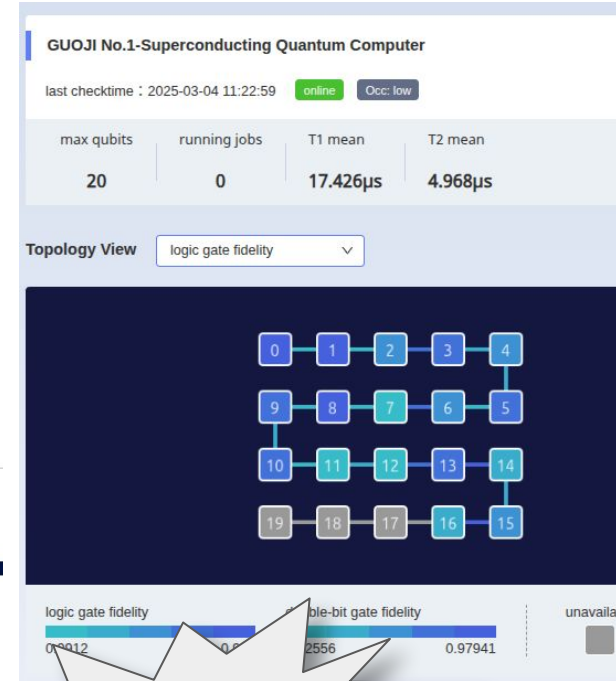 GUOJI No.1-Superconducting Quantum Computer
last checktime：2025-03-04 11:22:59 online Occ: low
max qubits running jobs T1 mean T2 mean
20 0 17.426μs 4.968μs
Topology View logic gate fidelity
0 1 2 3 4
9 8 7 6 5
10 11 12 13 14
19 18 17 16 15
logic gate fidelity gate fidelity
0.97941